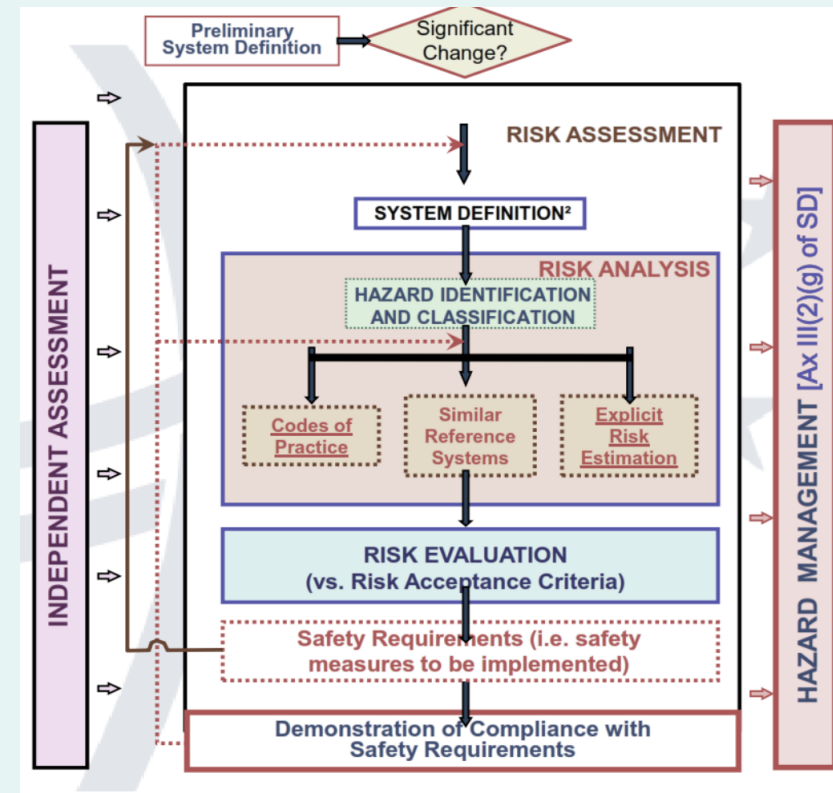 Preliminary
System Definition
Significant
Change?
INDEPENDENT ASSESSMENT
RISK ASSESSMENT
SYSTEM DEFINITION²
RISK ANALYSIS
HAZARD IDENTIFICATION
AND CLASSIFICATION
Codes of
Practice
Similar
Reference
Systems
Explicit
Risk
Estimation
RISK EVALUATION
(vs. Risk Acceptance Criteria)
Safety Requirements (i.e. safety
measures to be implemented)
Demonstration of Compliance with
Safety Requirements
HAZARD MANAGEMENT [Ax III(2)(g) of SD]